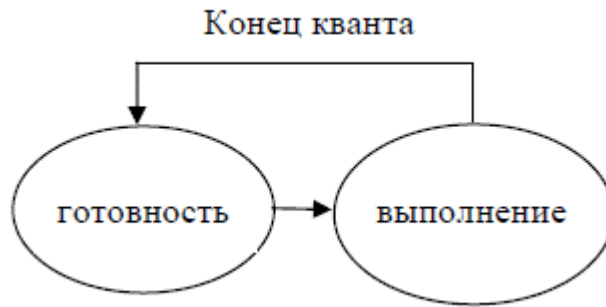 Конец кванта
готовность
выполнение